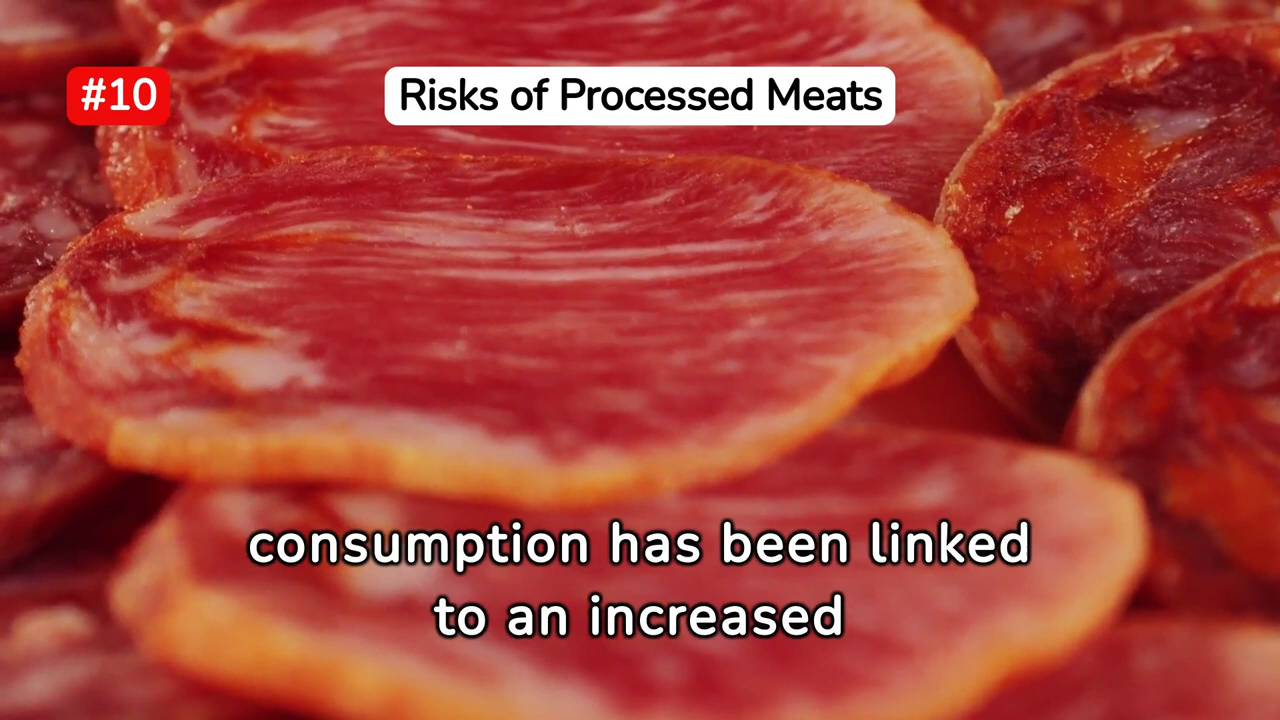 #10
Risks of Processed Meats
consumption has been linked
to an increased